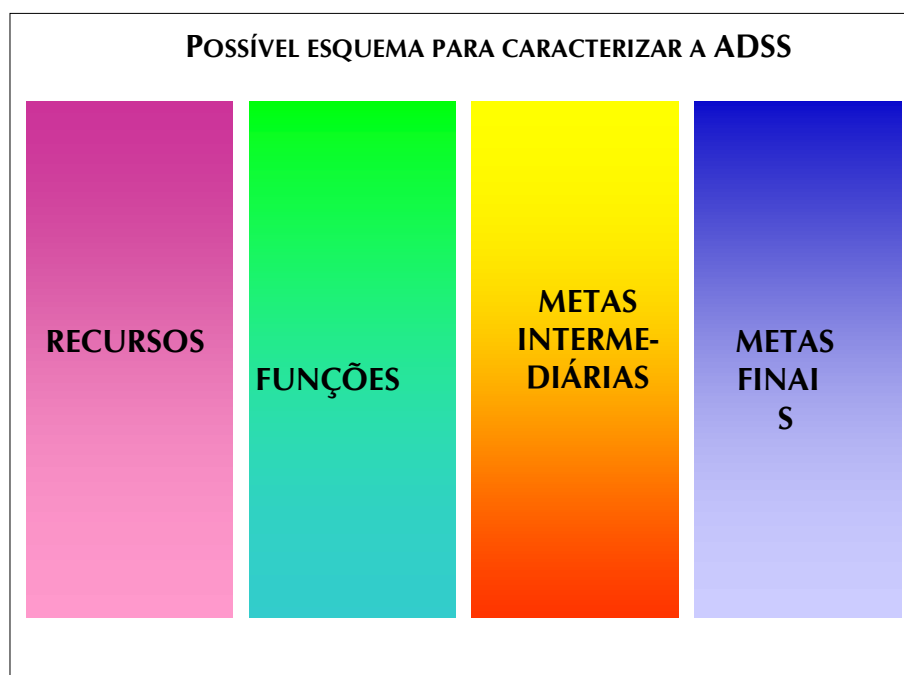 POSSÍVEL ESQUEMA PARA CARACTERIZAR A ADSS
RECURSOS
FUNÇÕES
METAS
INTERME-
DIÁRIAS
METAS
FINAI
S